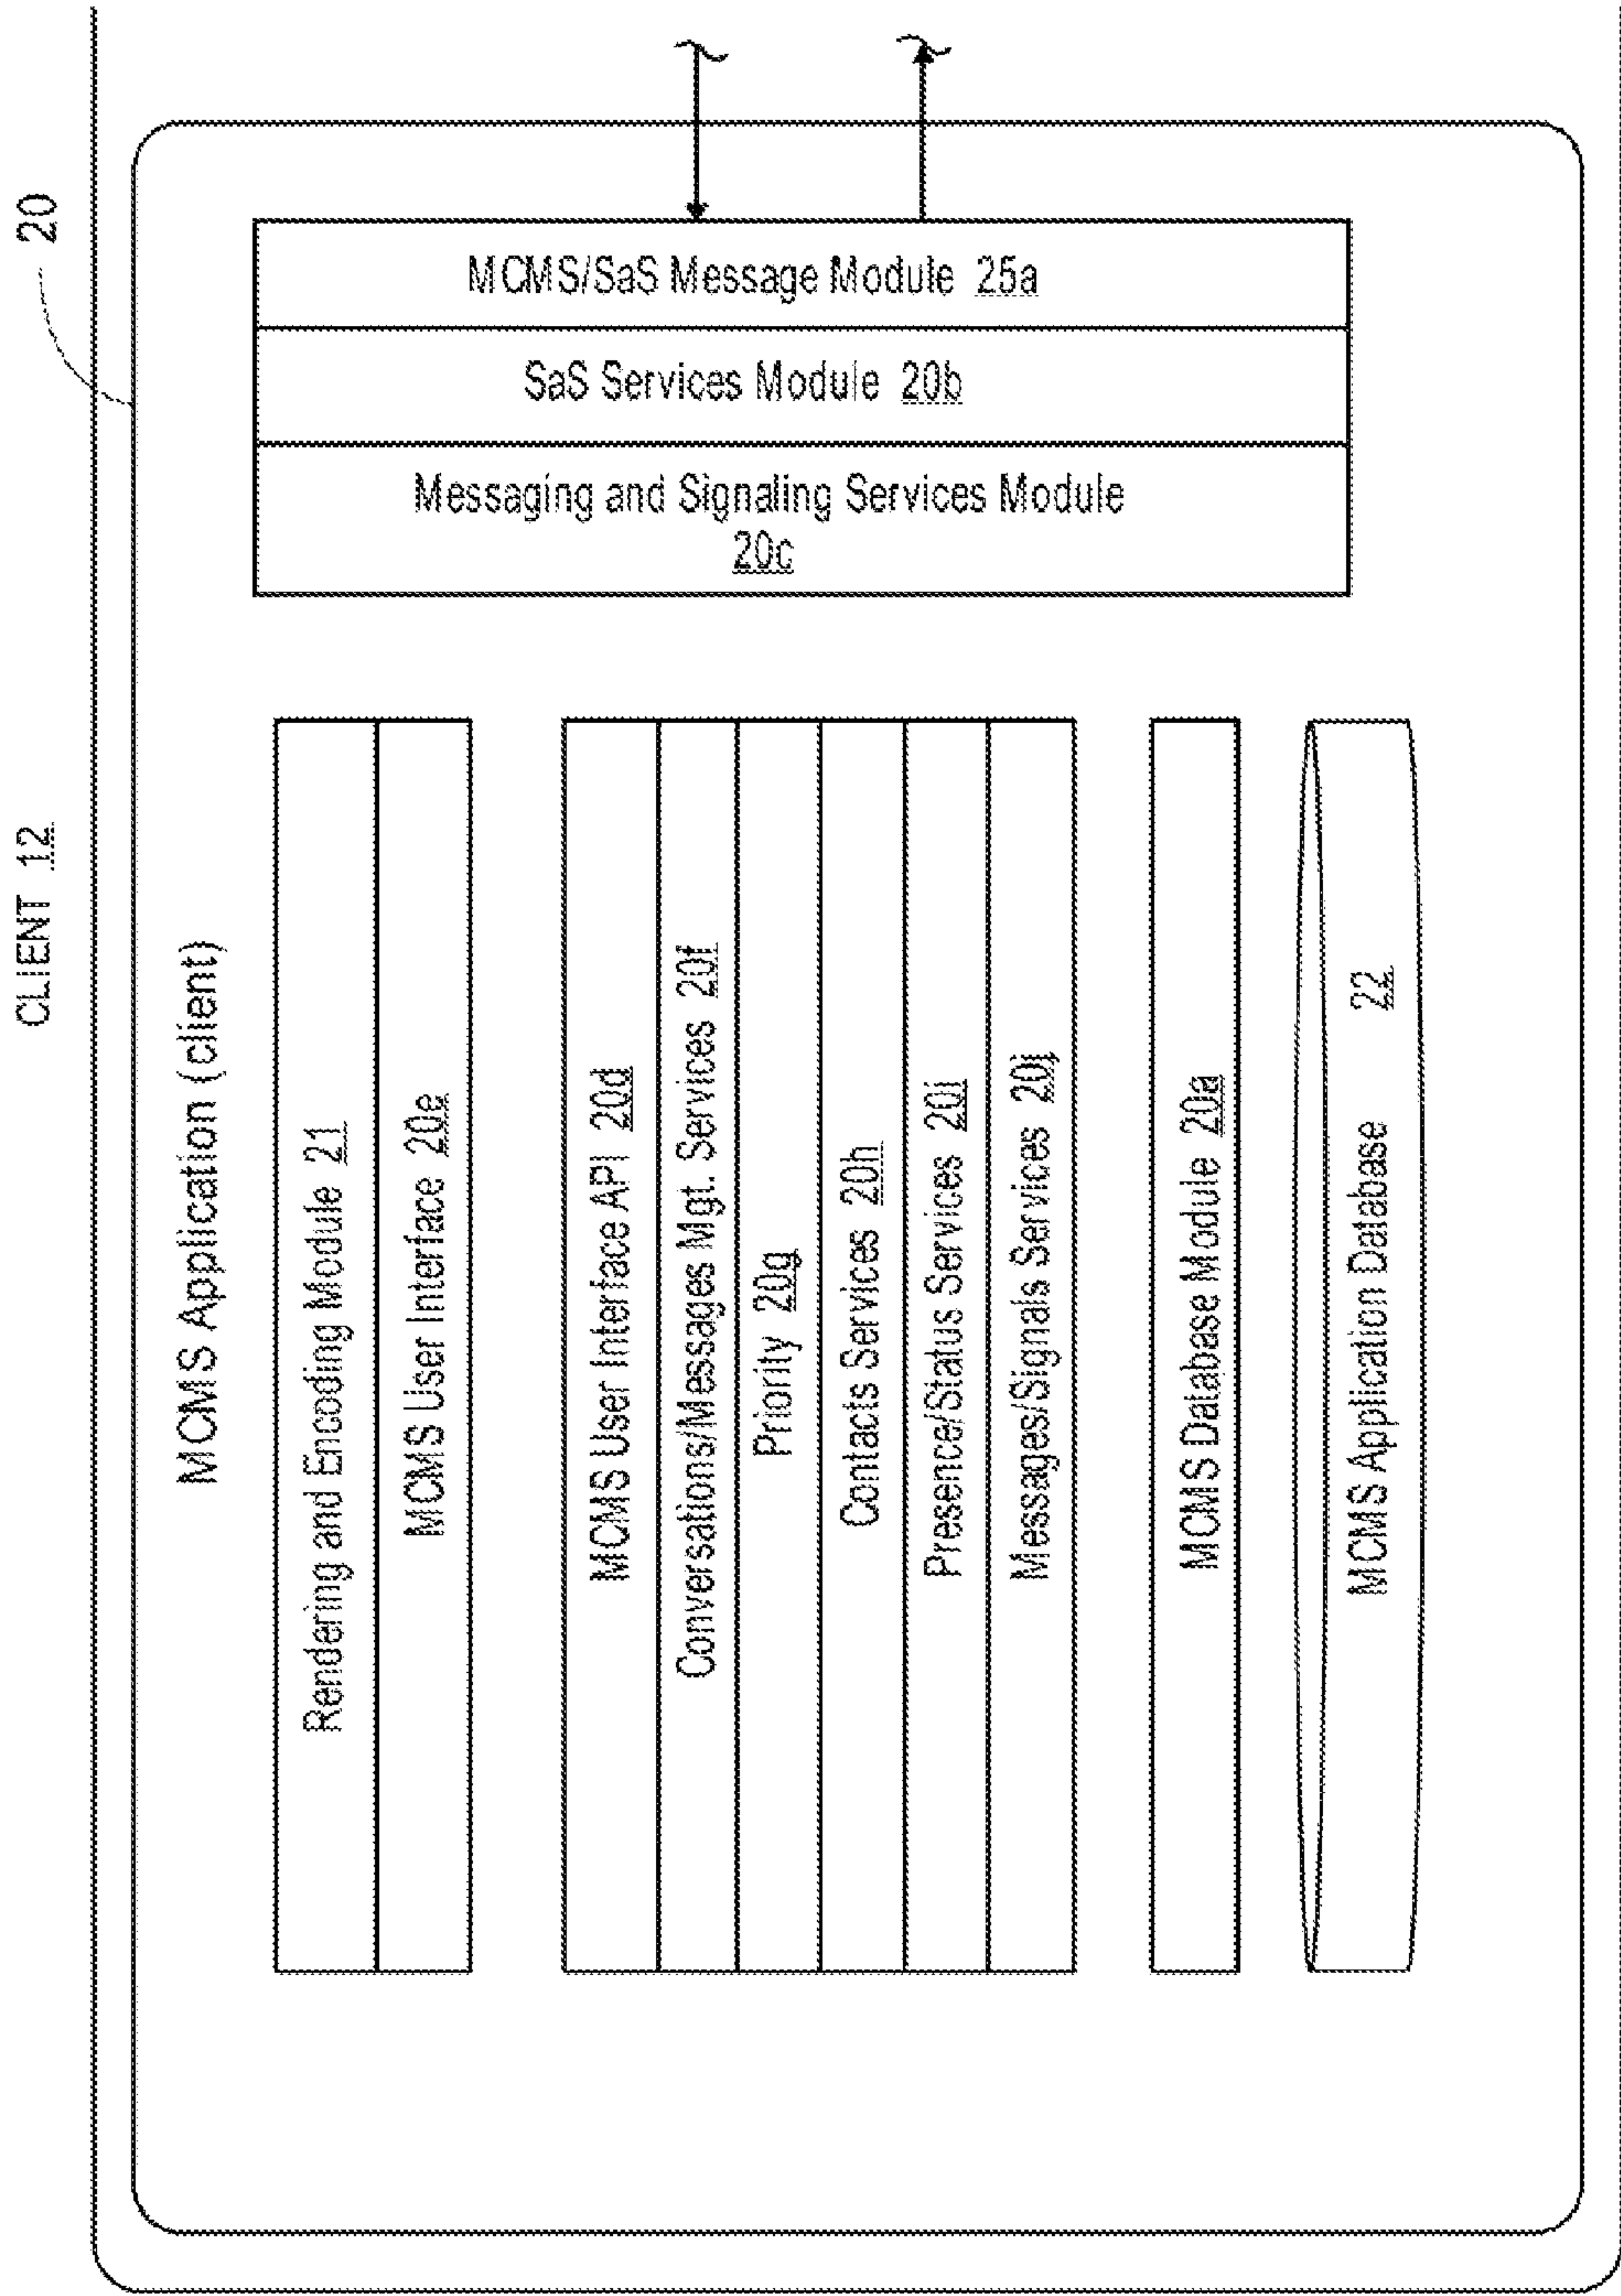 CLIENT 12
20
MCMS Application (client)
Rendering and Encoding Module 21
MCMS User Interface 20e
MCMS User Interface API 20d
Conversations/Messages Mgt. Services 20f
Priority 20g
Contacts Services 20h
Presence/Status Services 20i
Messages/Signals Services 20j
MCMS Database Module 20a
MCMS Application Database 22
MCMS/SaS Message Module 25a
SaS Services Module 20b
Messaging and Signaling Services Module
20c